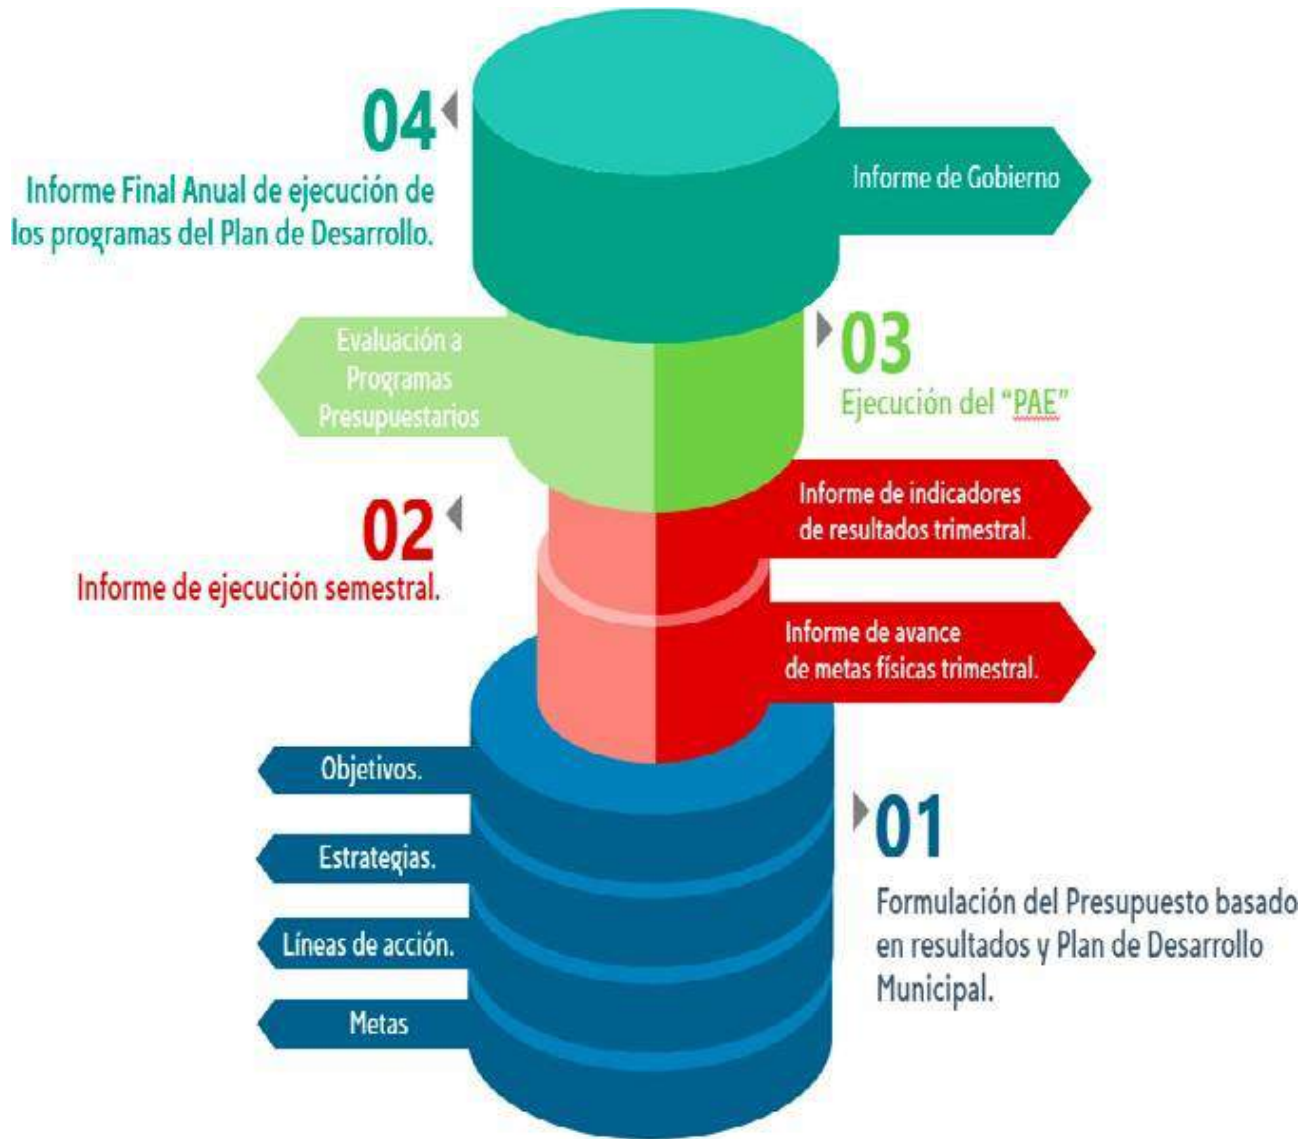 04
Informe Final Anual de ejecución de
los programas del Plan de Desarrollo.
Informe de Gobierno
Evaluación a
Programas
Presupuestarios
03
Ejecución del “PAE”
02
Informe de ejecución semestral.
Informe de indicadores
de resultados trimestral.
Informe de avance
de metas físicas trimestral.
Objetivos.
Estrategias.
Líneas de acción.
Metas
01
Formulación del Presupuesto basado
en resultados y Plan de Desarrollo
Municipal.